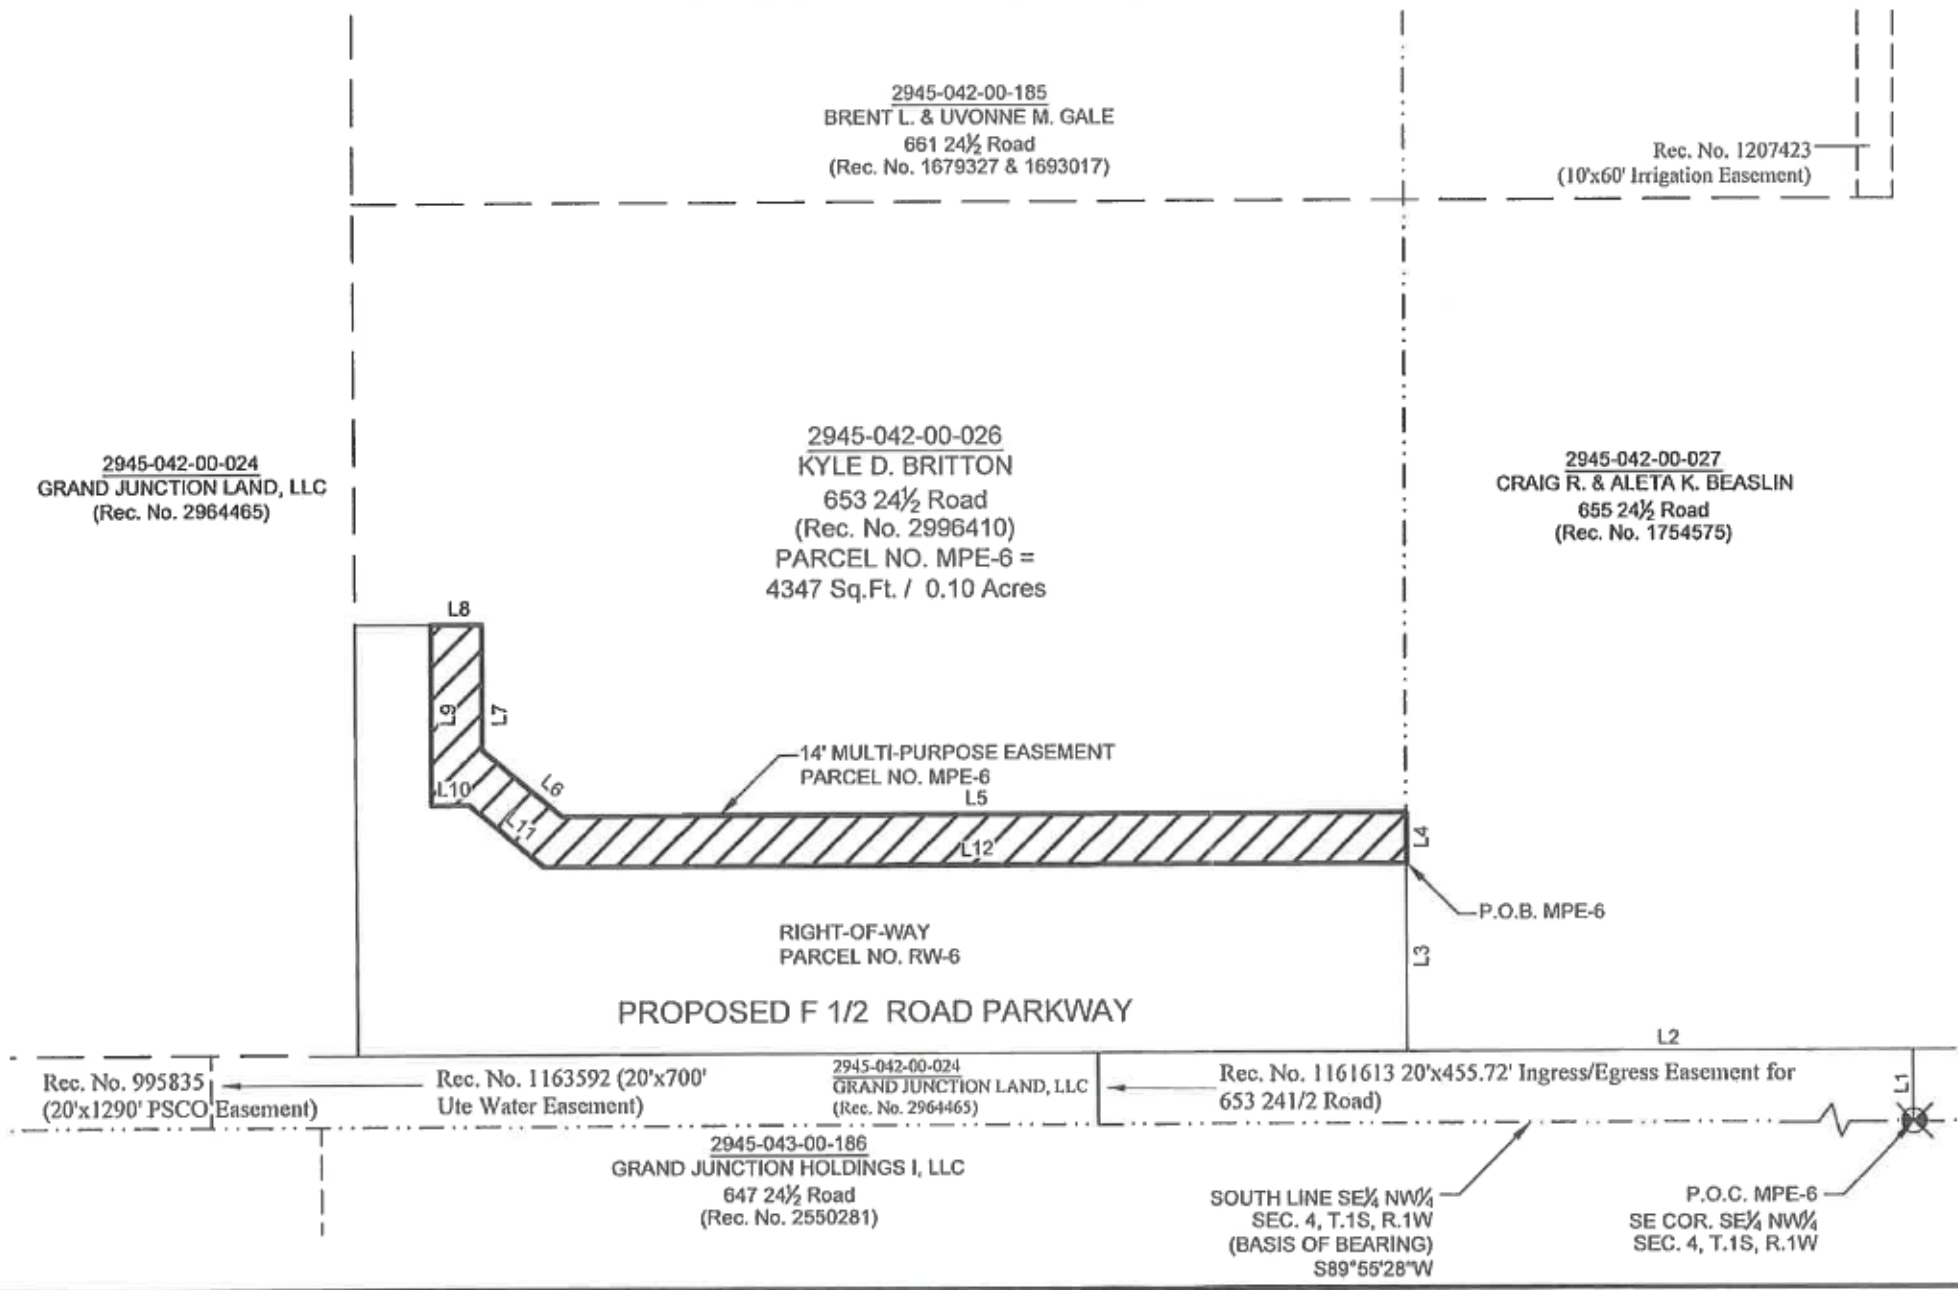 2945-042-00-185
BRENT L. & UVONNE M. GALE
661 24½ Road
(Rec. No. 1679327 & 1693017)
Rec. No. 1207423
(10'x60' Irrigation Easement)
2945-042-00-024
GRAND JUNCTION LAND, LLC
(Rec. No. 2964465)
2945-042-00-026
KYLE D. BRITTON
653 24½ Road
(Rec. No. 2996410)
PARCEL NO. MPE-6 =
4347 Sq.Ft. / 0.10 Acres
2945-042-00-027
CRAIG R. & ALETA K. BEASLIN
655 24½ Road
(Rec. No. 1754575)
L8
L9
L7
L10
L6
L11
14' MULTI-PURPOSE EASEMENT
PARCEL NO. MPE-6
L5
L12
L4
P.O.B. MPE-6
RIGHT-OF-WAY
PARCEL NO. RW-6
L3
PROPOSED F 1/2 ROAD PARKWAY
L2
Rec. No. 995835
(20'x1290' PSCO Easement)
Rec. No. 1163592 (20'x700'
Ute Water Easement)
2945-042-00-024
GRAND JUNCTION LAND, LLC
(Rec. No. 2964465)
Rec. No. 1161613 20'x455.72' Ingress/Egress Easement for
653 241/2 Road)
L1
2945-043-00-186
GRAND JUNCTION HOLDINGS I, LLC
647 24½ Road
(Rec. No. 2550281)
SOUTH LINE SE¼ NW¼
SEC. 4, T.1S, R.1W
(BASIS OF BEARING)
S89°55'28"W
P.O.C. MPE-6
SE COR. SE¼ NW¼
SEC. 4, T.1S, R.1W